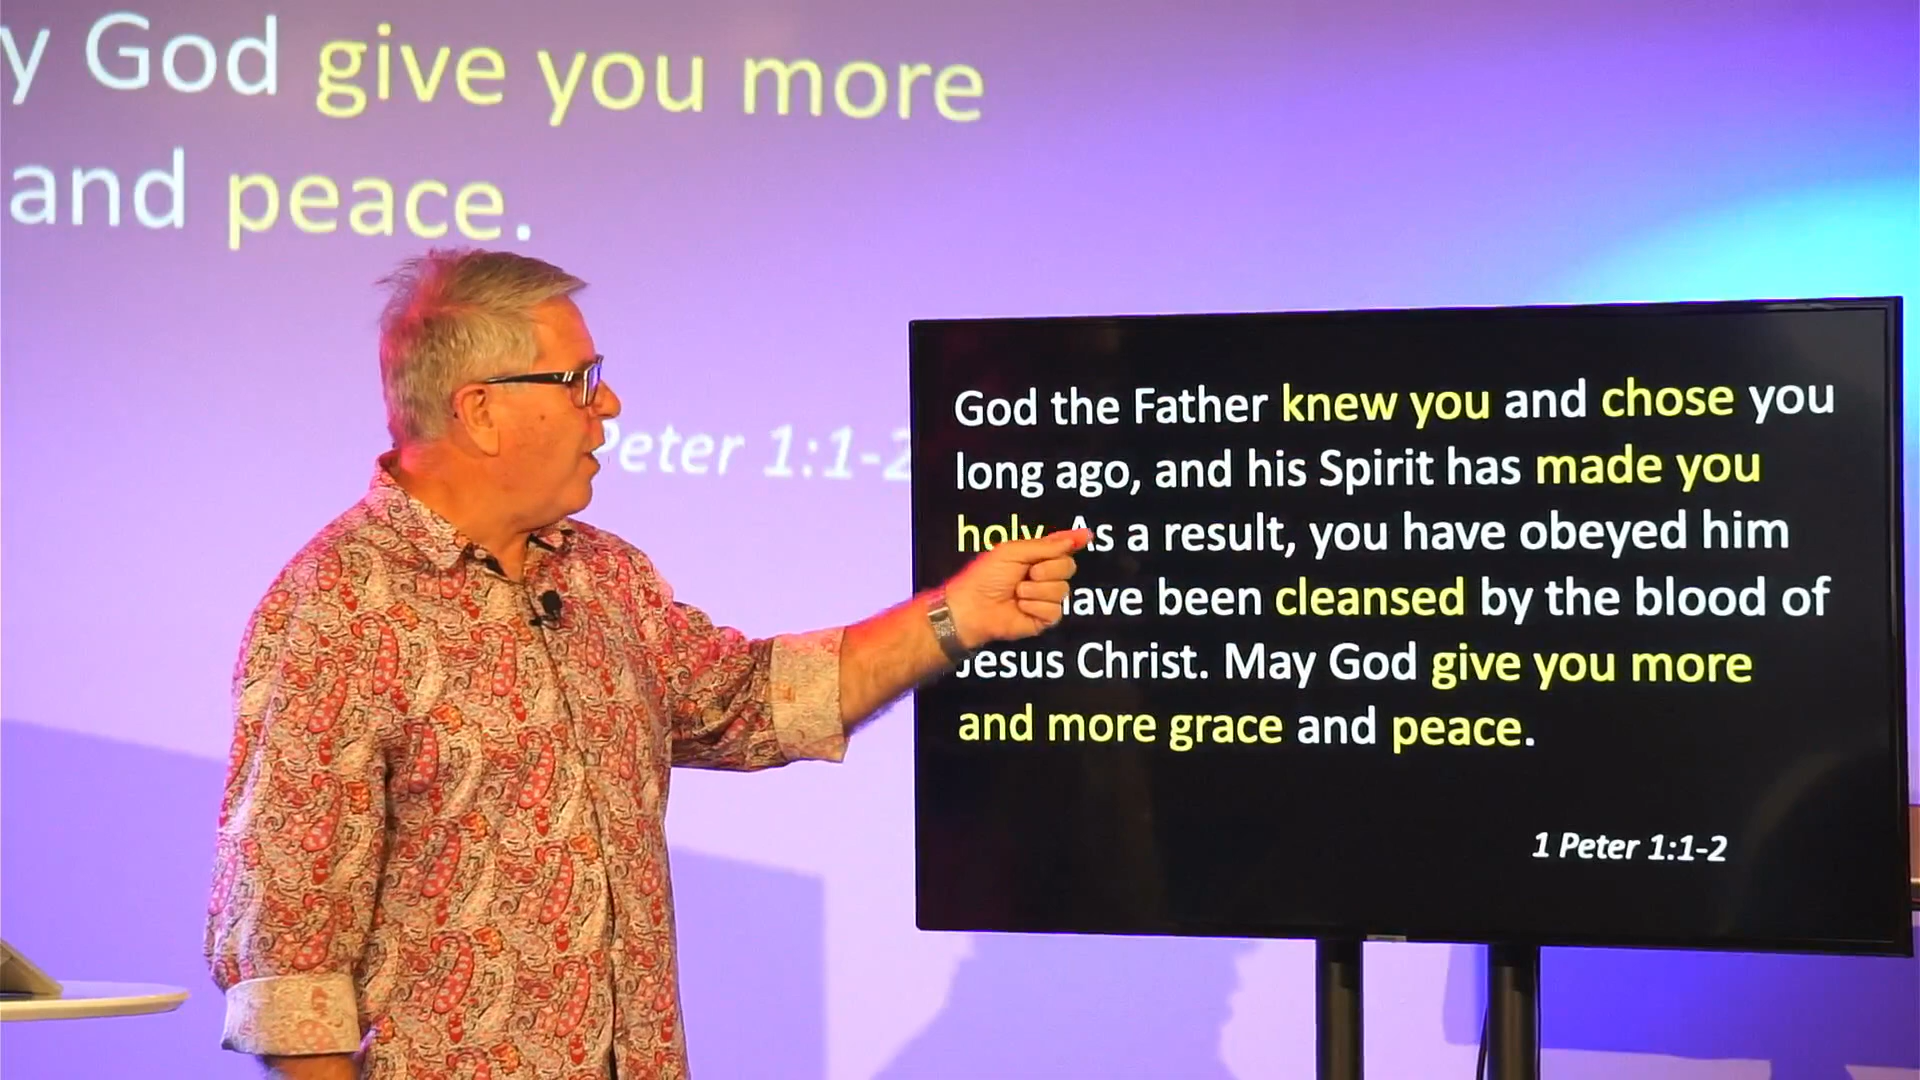 y God give you more
and peace.
Peter 1:1-2
God the Father knew you and chose you
long ago, and his Spirit has made you
holy. As a result, you have obeyed him
have been cleansed by the blood of
Jesus Christ. May God give you more
and more grace and peace.
1 Peter 1:1-2